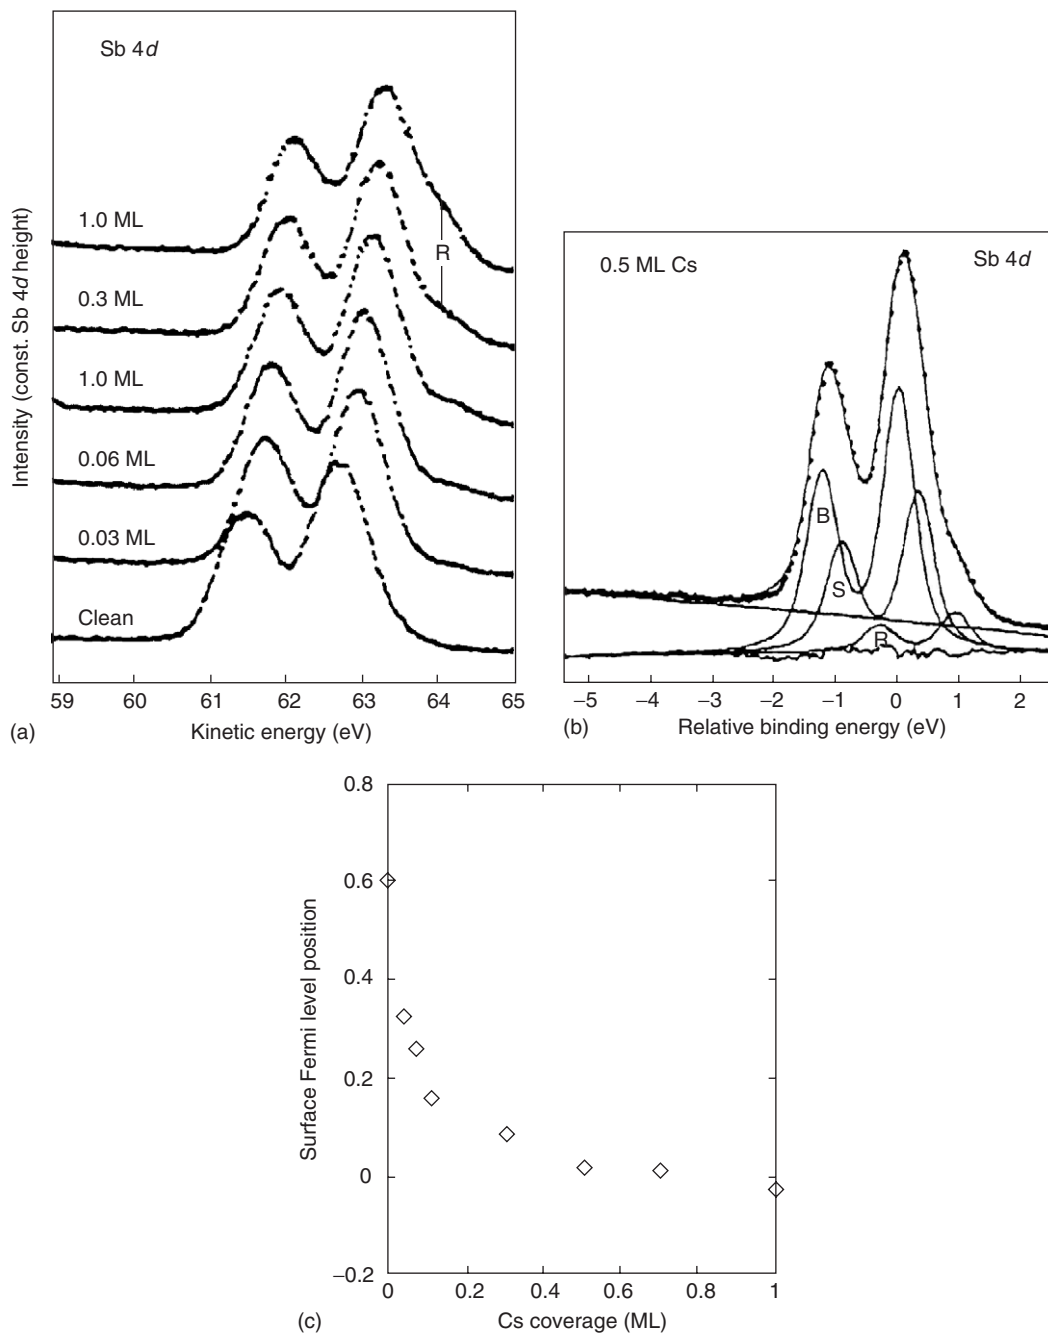 Sb 4d
Intensity (const. Sb 4d height)
1.0 ML
R
0.3 ML
1.0 ML
0.06 ML
0.03 ML
Clean
59 60 61 62 63 64 65
(a) Kinetic energy (eV)
0.5 ML Cs Sb 4d
B
S
R
−5 −4 −3 −2 −1 0 1 2
(b) Relative binding energy (eV)
0.8
0.6
0.4
0.2
0
−0.2
Surface Fermi level position
0 0.2 0.4 0.6 0.8 1
(c) Cs coverage (ML)